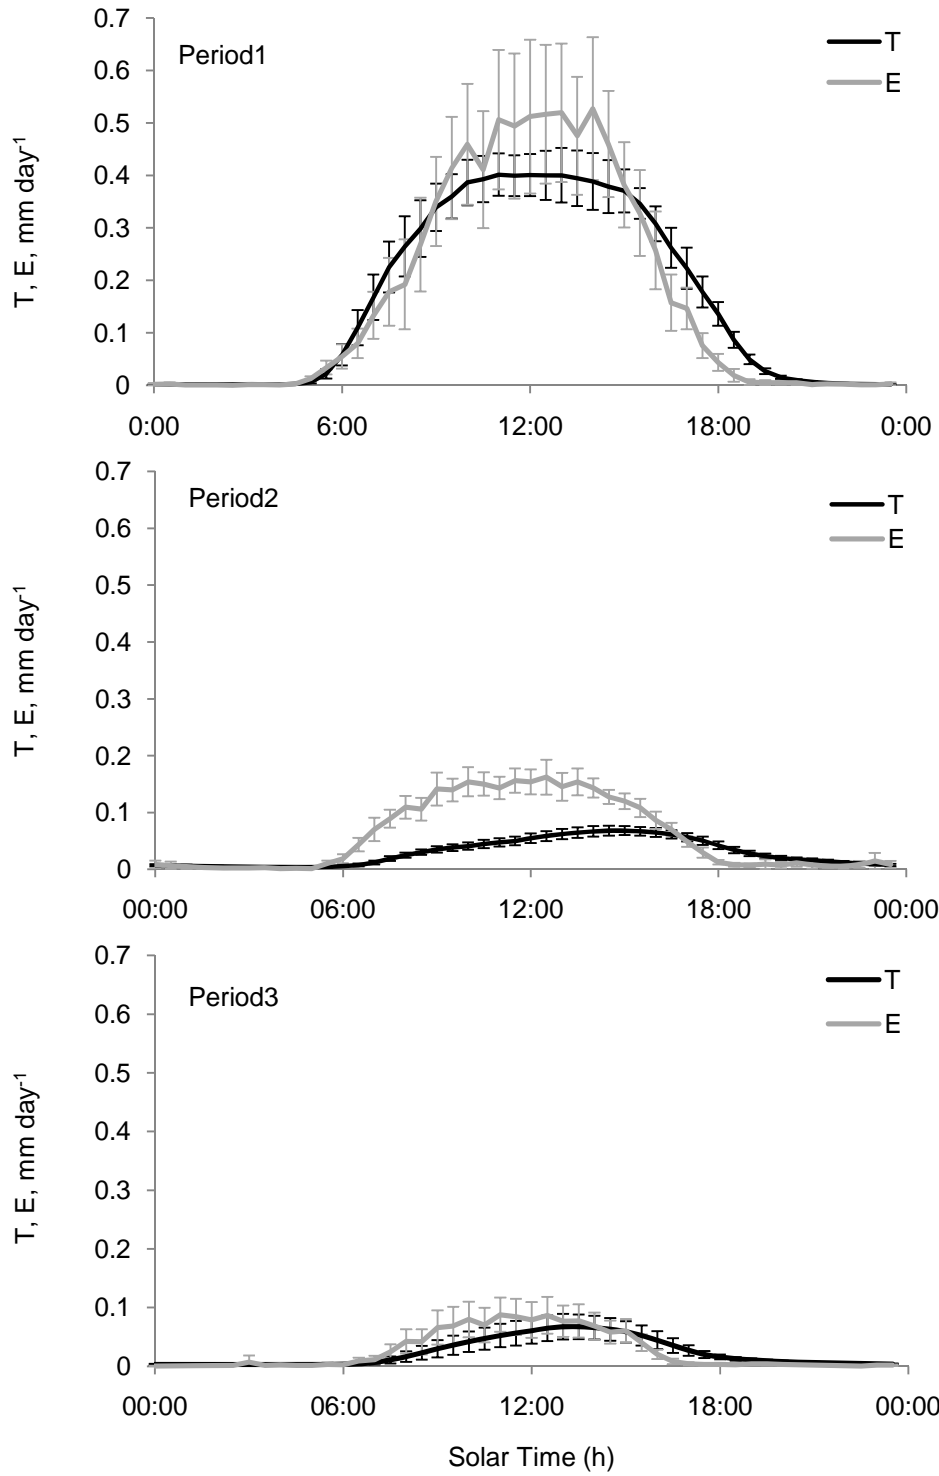 0.7
Period1
T
0.6
E
0.5
0.4
T, E, mm day-1
0.3
0.2
0.1
0
0:00 6:00 12:00 18:00 0:00
0.7
Period2
T
0.6
E
0.5
0.4
T, E, mm day-1
0.3
0.2
0.1
0
00:00 06:00 12:00 18:00 00:00
0.7
Period3
T
0.6
E
0.5
0.4
T, E, mm day-1
0.3
0.2
0.1
0
00:00 06:00 12:00 18:00 00:00
Solar Time (h)